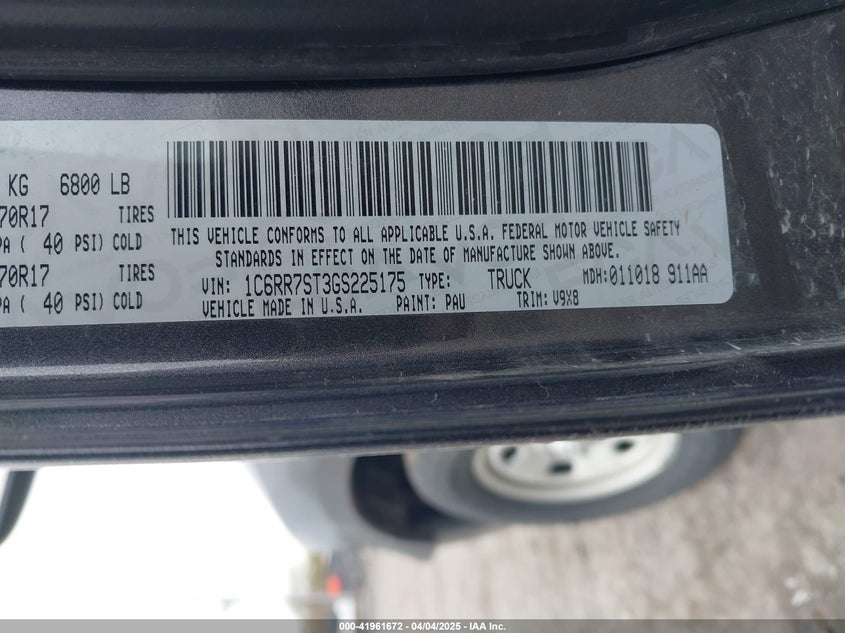 KG 6800 LB
70R17 TIRES
PA ( 40 PSI) COLD
70R17 TIRES
PA ( 40 PSI) COLD
THIS VEHICLE CONFORMS TO ALL APPLICABLE U.S.A. FEDERAL MOTOR VEHICLE SAFETY
STANDARDS IN EFFECT ON THE DATE OF MANUFACTURE SHOWN ABOVE.
VIN: 1C6RR7ST3GS225175 TYPE: TRUCK MDH:011018 911AA
VEHICLE MADE IN U.S.A. PAINT: PAU TRIM: V9X8
000-41961672 - 04/04/2025 - IAA Inc.